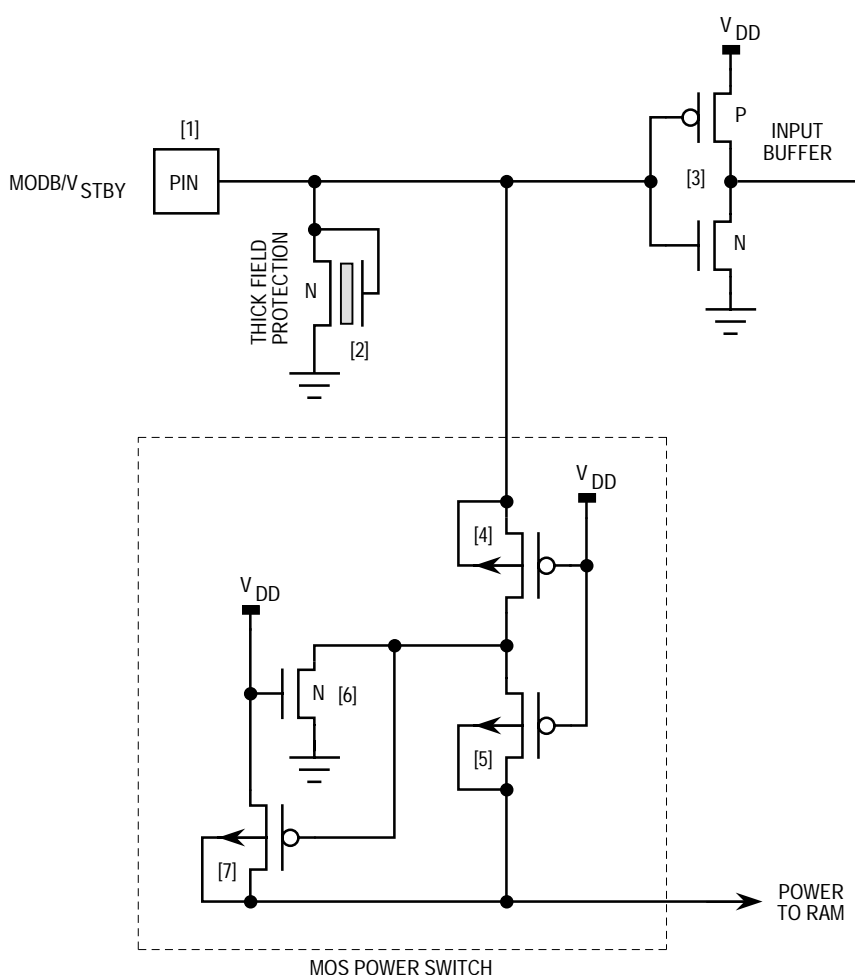 V DD
[1]
P
INPUT
BUFFER
MODB/V STBY
PIN
[3]
THICK FIELD
PROTECTION
N
N
[2]
V DD
[4]
V DD
N
[6]
[5]
[7]
POWER
TO RAM
MOS POWER SWITCH